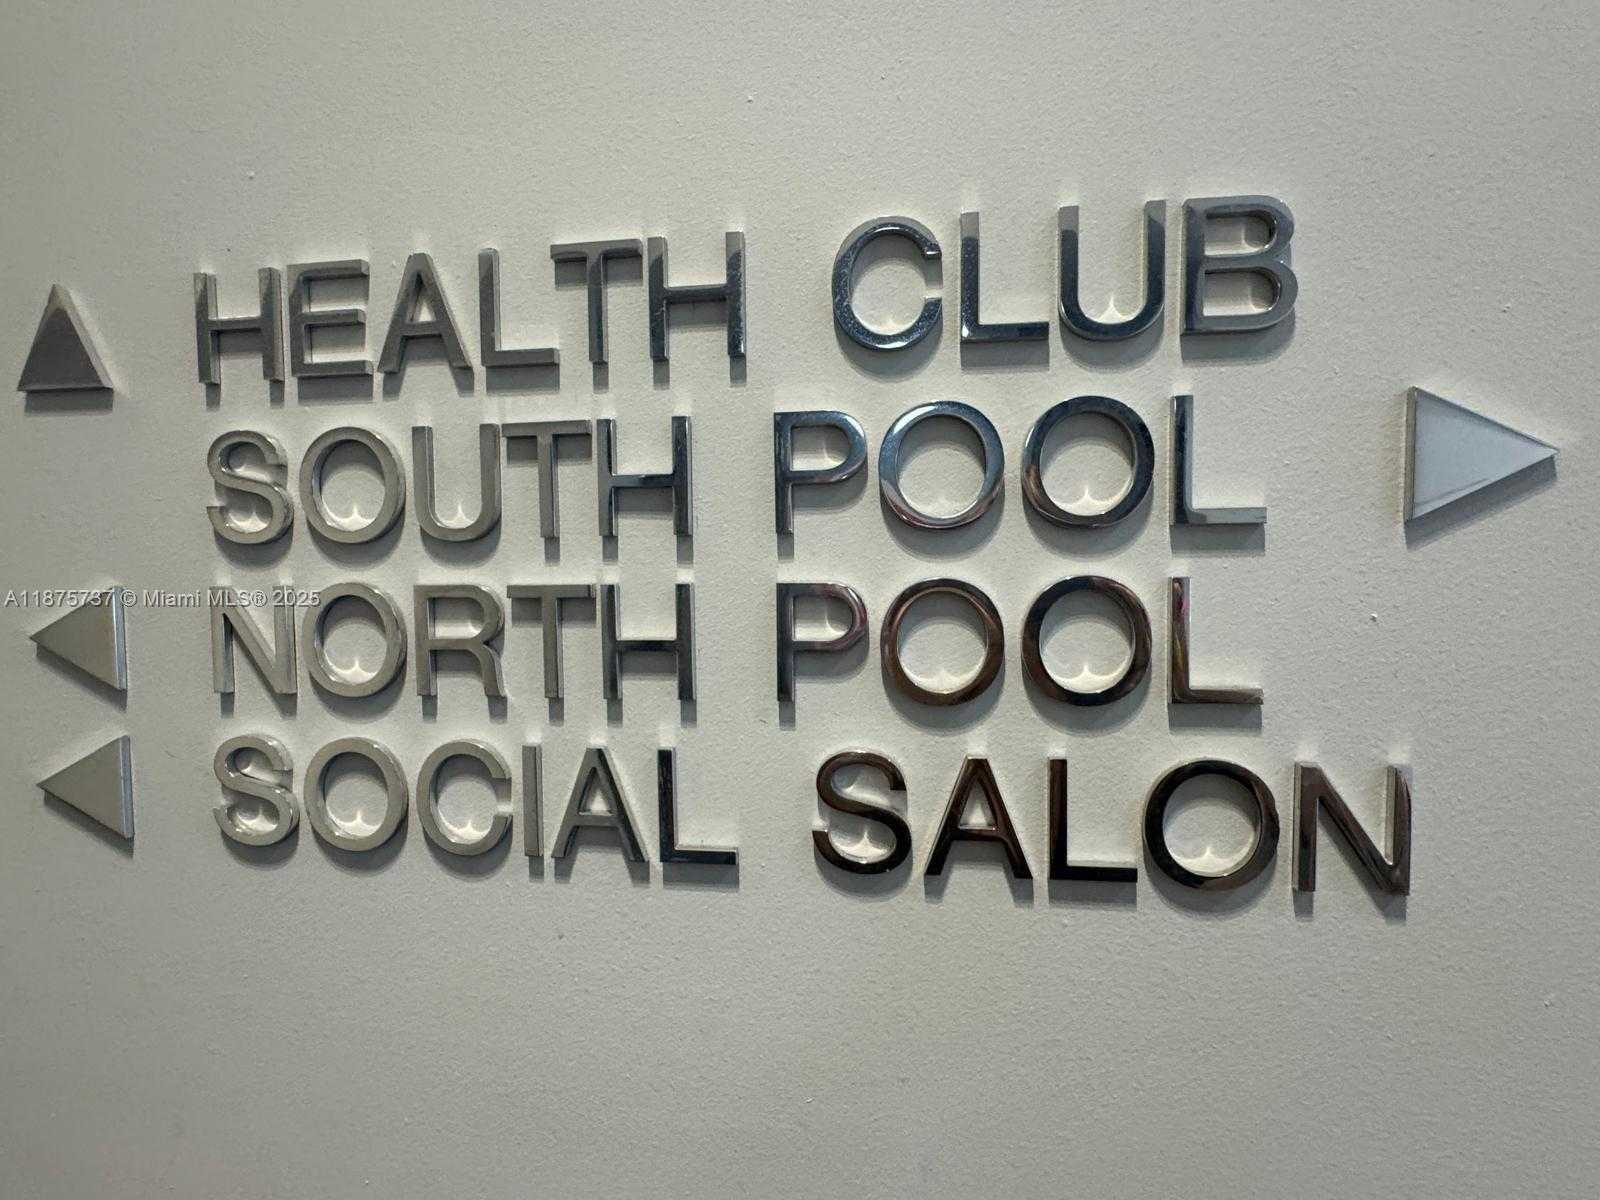 HEALTH CLUB
SOUTH POOL
NORTH POOL
SOCIAL SALON
A11875737 © Miami MLS® 2025